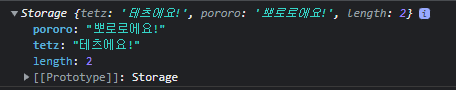 ▼Storage {tetz: '테츠에요!', pororo: '뽀로로에요!', length: 2} i
pororo: "뽀로로에요!"
tetz: "테츠에요!"
length: 2
▶[[Prototype]]: Storage